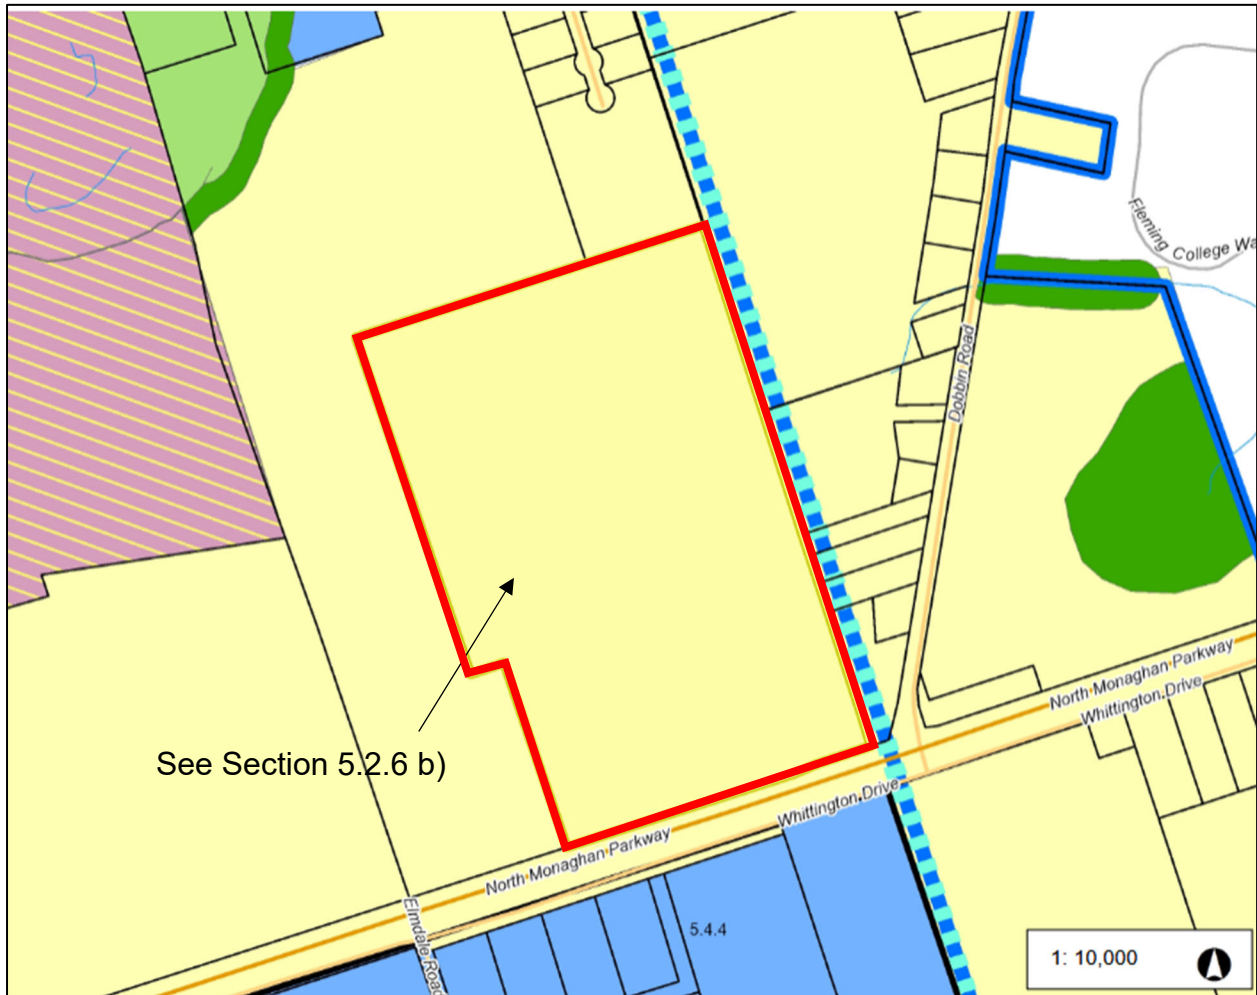 Fleming
College Wa
Dobbin Road
North Monaghan Parkway
Whittington Drive
See Section 5.2.6 b)
Whittington Drive
North Monaghan Parkway
Elmdale Road
5.4.4
1: 10,000